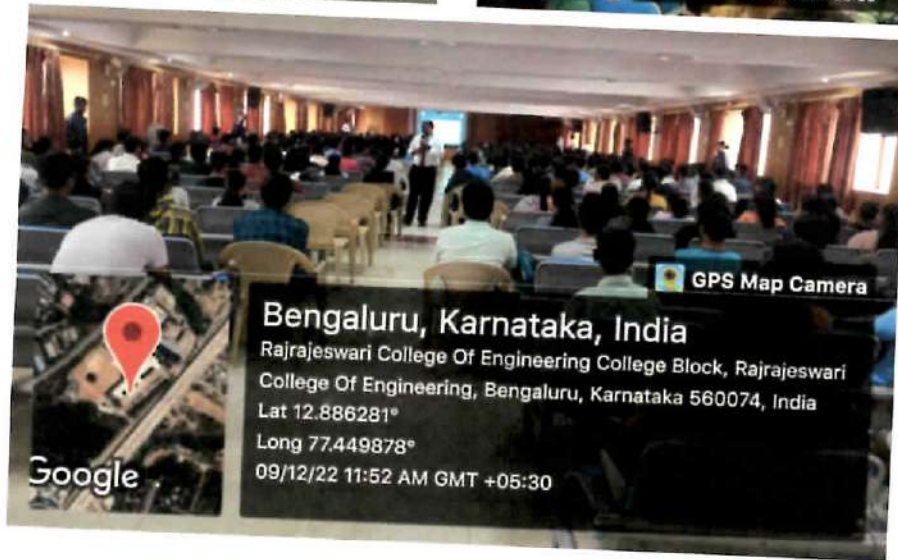 GPS Map Camera
Bengaluru, Karnataka, India
Rajrajeswari College Of Engineering College Block, Rajrajeswari
College Of Engineering, Bengaluru, Karnataka 560074, India
Lat 12.886281°
Long 77.449878°
09/12/22 11:52 AM GMT +05:30
Google